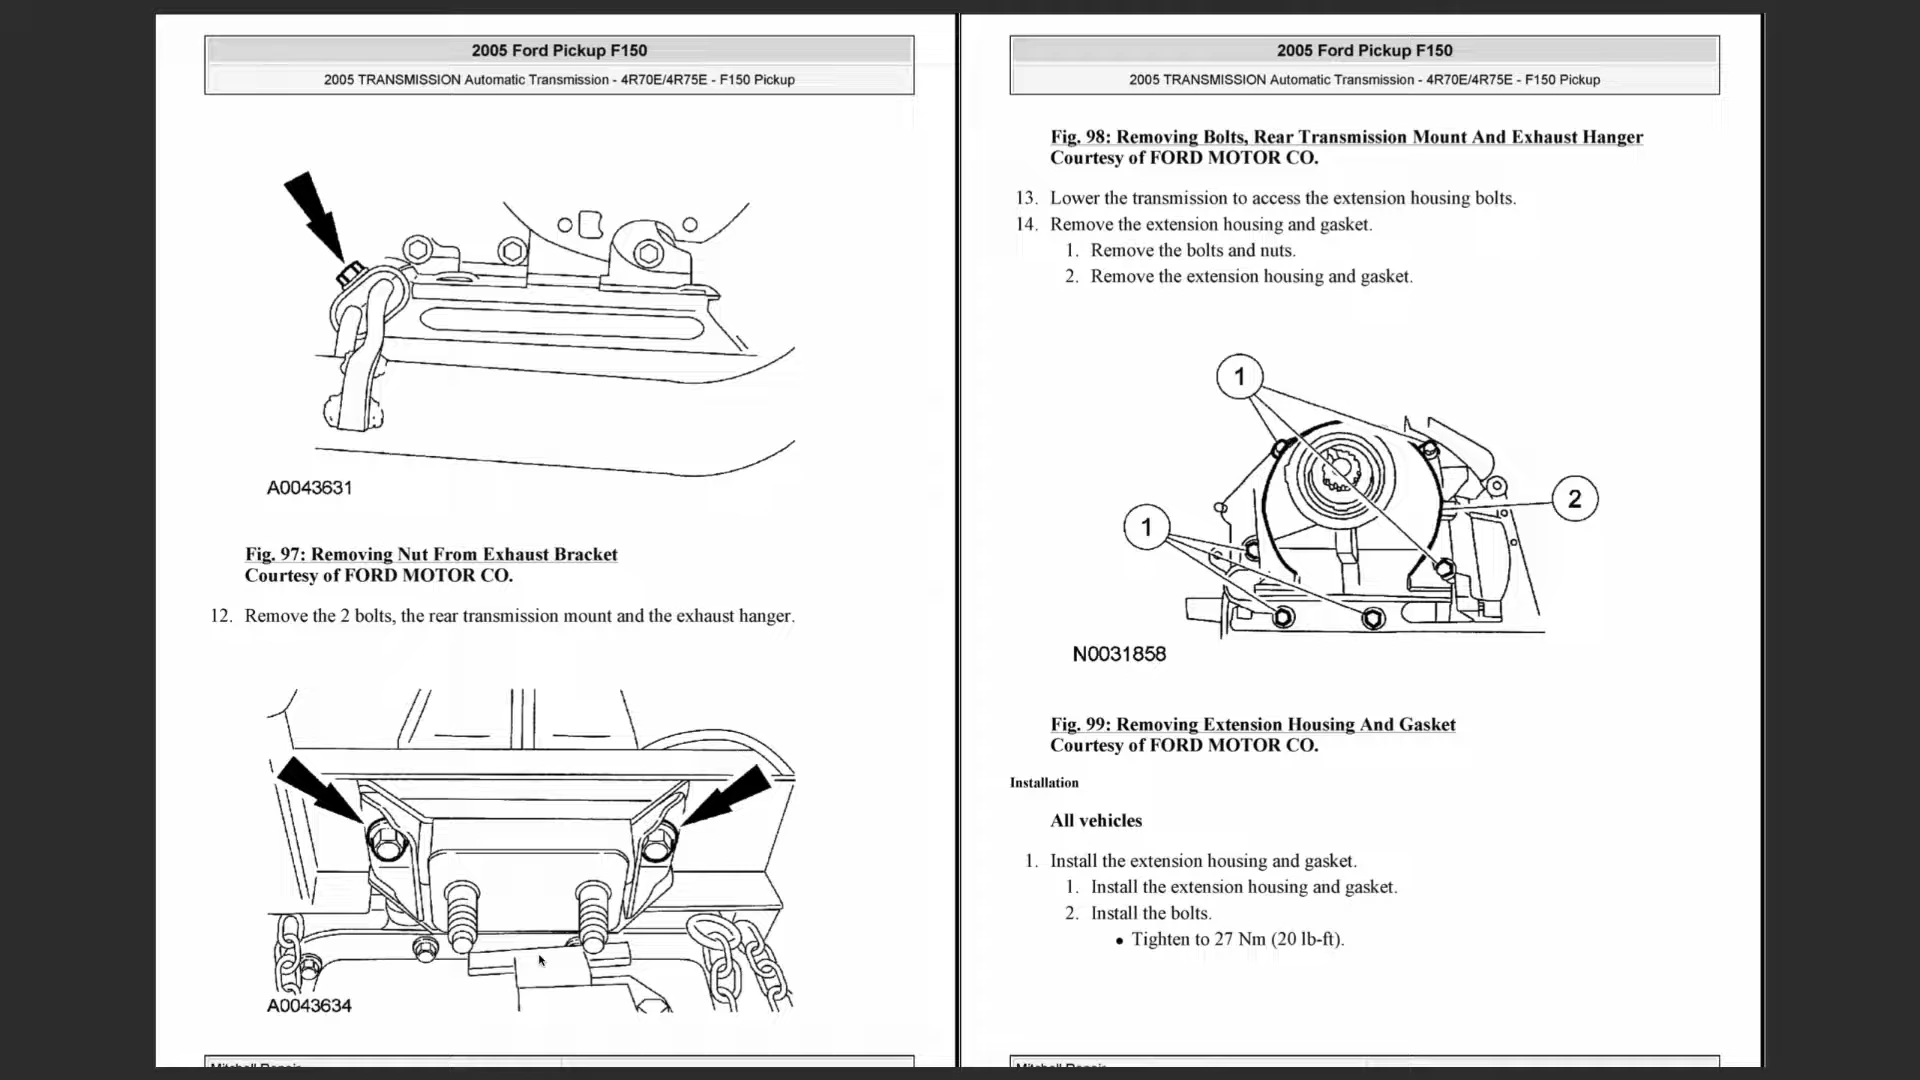 2005 Ford Pickup F150
2005 TRANSMISSION Automatic Transmission - 4R70E/4R75E - F150 Pickup
A0043631
Fig. 97: Removing Nut From Exhaust Bracket
Courtesy of FORD MOTOR CO.
12. Remove the 2 bolts, the rear transmission mount and the exhaust hanger.
A0043634
Mitchell Repair
2005 Ford Pickup F150
2005 TRANSMISSION Automatic Transmission - 4R70E/4R75E - F150 Pickup
Fig. 98: Removing Bolts, Rear Transmission Mount And Exhaust Hanger
Courtesy of FORD MOTOR CO.
13. Lower the transmission to access the extension housing bolts.
14. Remove the extension housing and gasket.
1. Remove the bolts and nuts.
2. Remove the extension housing and gasket.
1
2
1
N0031858
Fig. 99: Removing Extension Housing And Gasket
Courtesy of FORD MOTOR CO.
Installation
All vehicles
1. Install the extension housing and gasket.
1. Install the extension housing and gasket.
2. Install the bolts.
• Tighten to 27 Nm (20 lb-ft).
Mitchell Repair